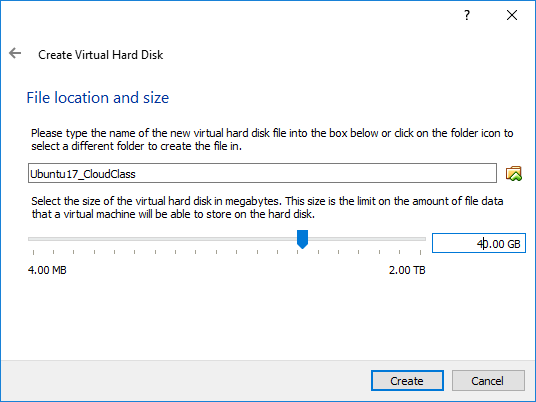 ?
Create Virtual Hard Disk
File location and size
Please type the name of the new virtual hard disk file into the box below or click on the folder icon to
select a different folder to create the file in.
Ubuntu17_CloudClass
Select the size of the virtual hard disk in megabytes. This size is the limit on the amount of file data
that a virtual machine will be able to store on the hard disk.
40.00 GB
4.00 MB 2.00 TB
Create Cancel